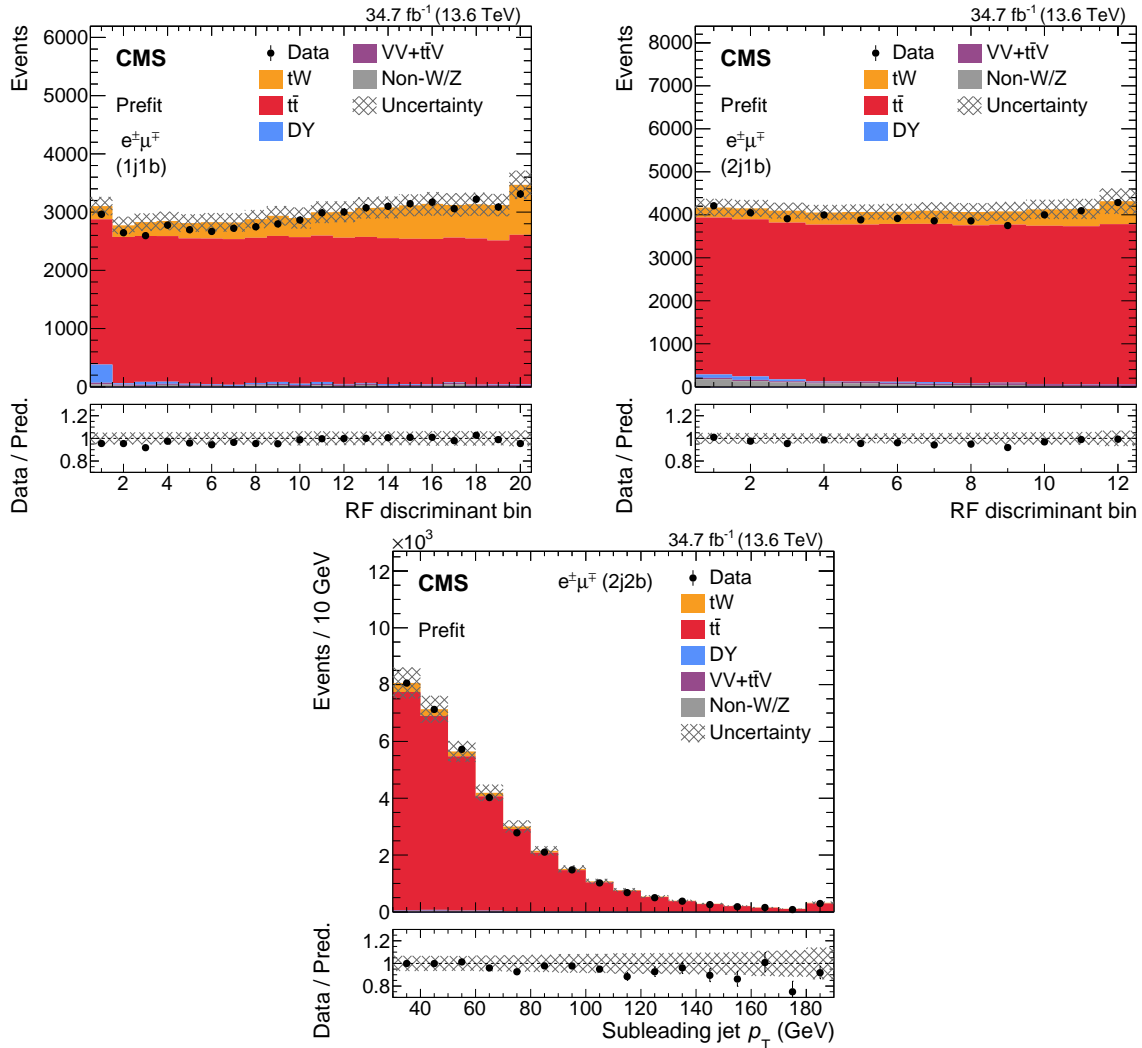 34.7 fb⁻¹ (13.6 TeV)
Events
6000
5000
4000
3000
2000
1000
0
CMS
Prefit
e±μ∓
(1j1b)
Data
tW
tt̄
DY
VV+tt̄V
Non-W/Z
Uncertainty
Data / Pred.
1.2
1
0.8
2 4 6 8 10 12 14 16 18 20
RF discriminant bin
34.7 fb⁻¹ (13.6 TeV)
Events
8000
7000
6000
5000
4000
3000
2000
1000
0
CMS
Prefit
e±μ∓
(2j1b)
Data
tW
tt̄
DY
VV+tt̄V
Non-W/Z
Uncertainty
Data / Pred.
1.2
1
0.8
2 4 6 8 10 12
RF discriminant bin
×10³
34.7 fb⁻¹ (13.6 TeV)
Events / 10 GeV
12
10
8
6
4
2
0
CMS
e±μ∓ (2j2b)
Prefit
Data
tW
tt̄
DY
VV+tt̄V
Non-W/Z
Uncertainty
Data / Pred.
1.2
1
0.8
40 60 80 100 120 140 160 180
Subleading jet p_T (GeV)